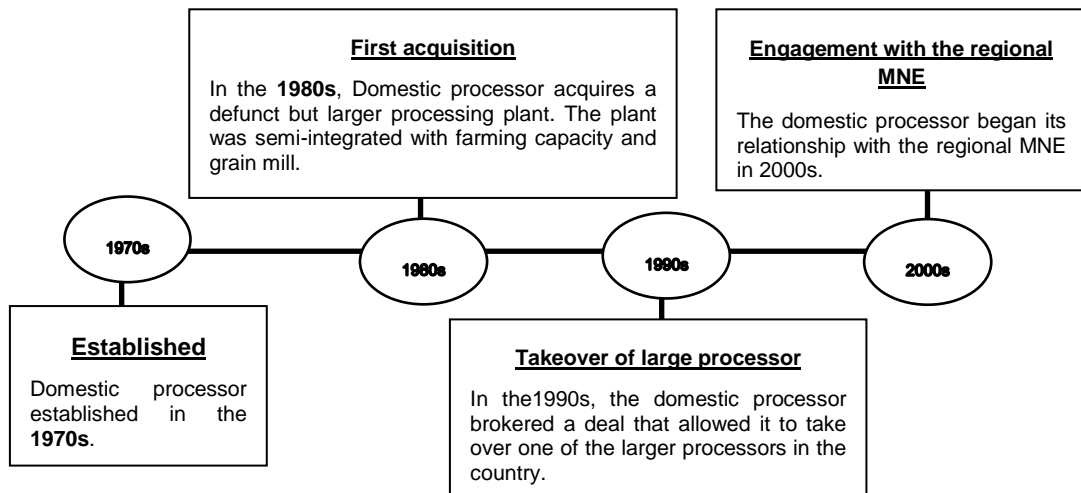 First acquisition
In the 1980s, Domestic processor acquires a
defunct but larger processing plant. The plant
was semi-integrated with farming capacity and
grain mill.
Engagement with the regional
MNE
The domestic processor began its
relationship with the regional MNE
in 2000s.
1970s
1980s
1990s
2000s
Established
Domestic processor
established in the
1970s.
Takeover of large processor
In the1990s, the domestic processor
brokered a deal that allowed it to take
over one of the larger processors in the
country.